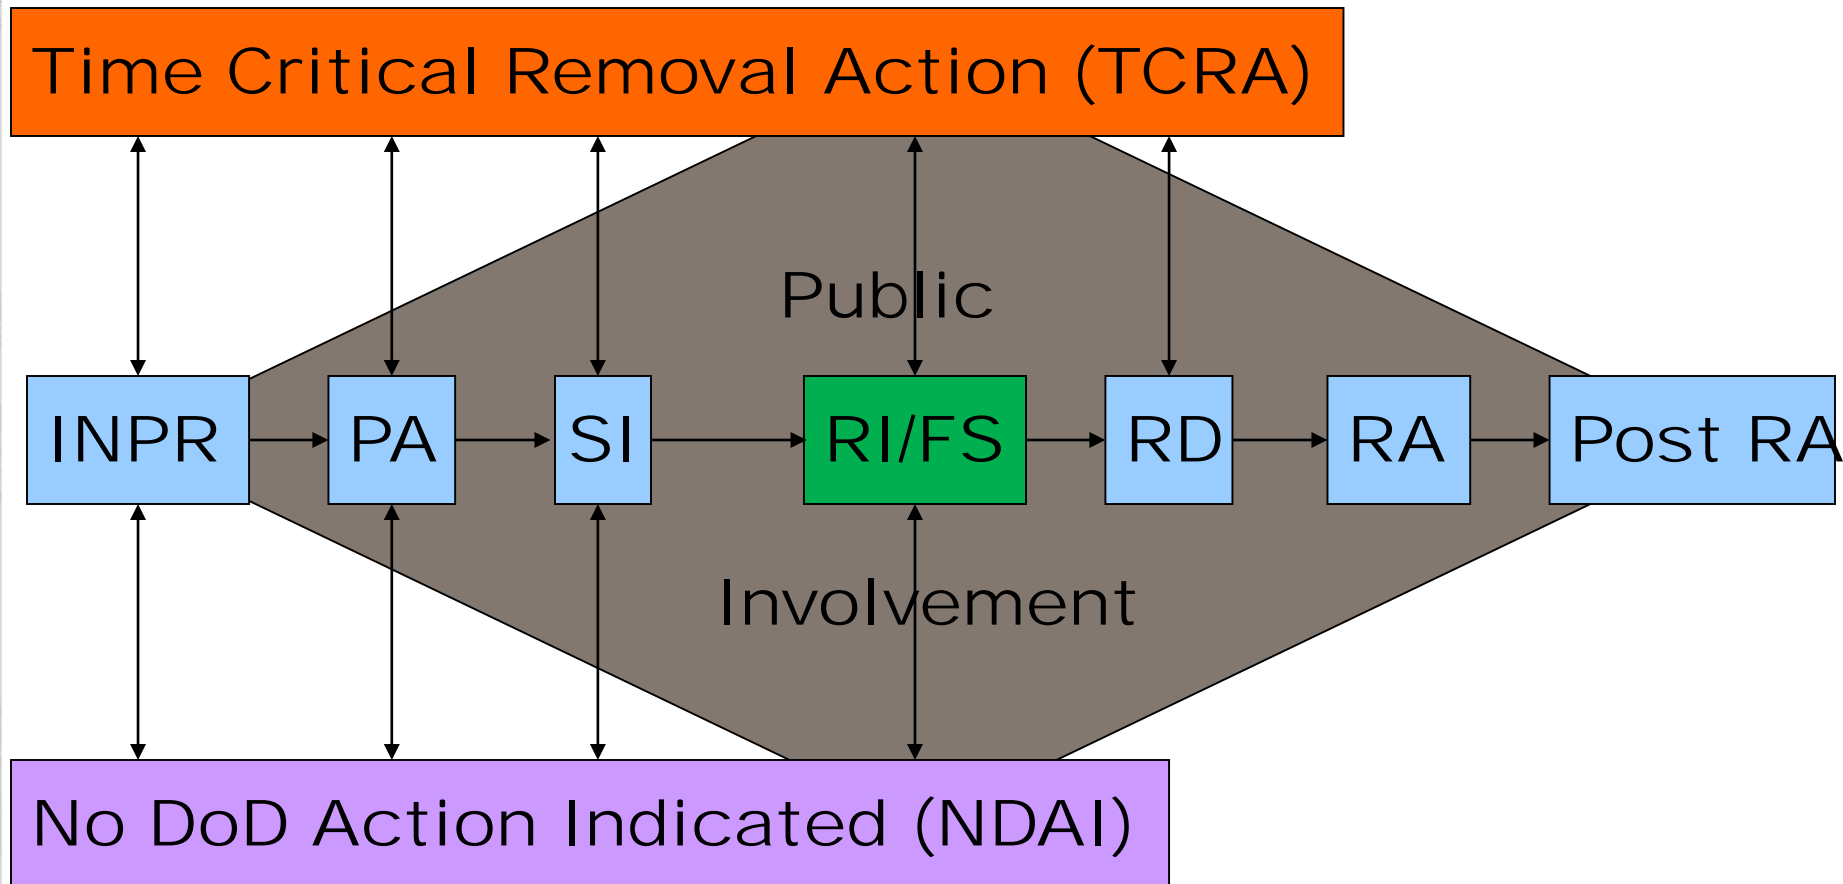 Time Critical Removal Action (TCRA)
Public
INPR
PA
SI
RI/FS
RD
RA
Post RA
Involvement
No DoD Action Indicated (NDAI)